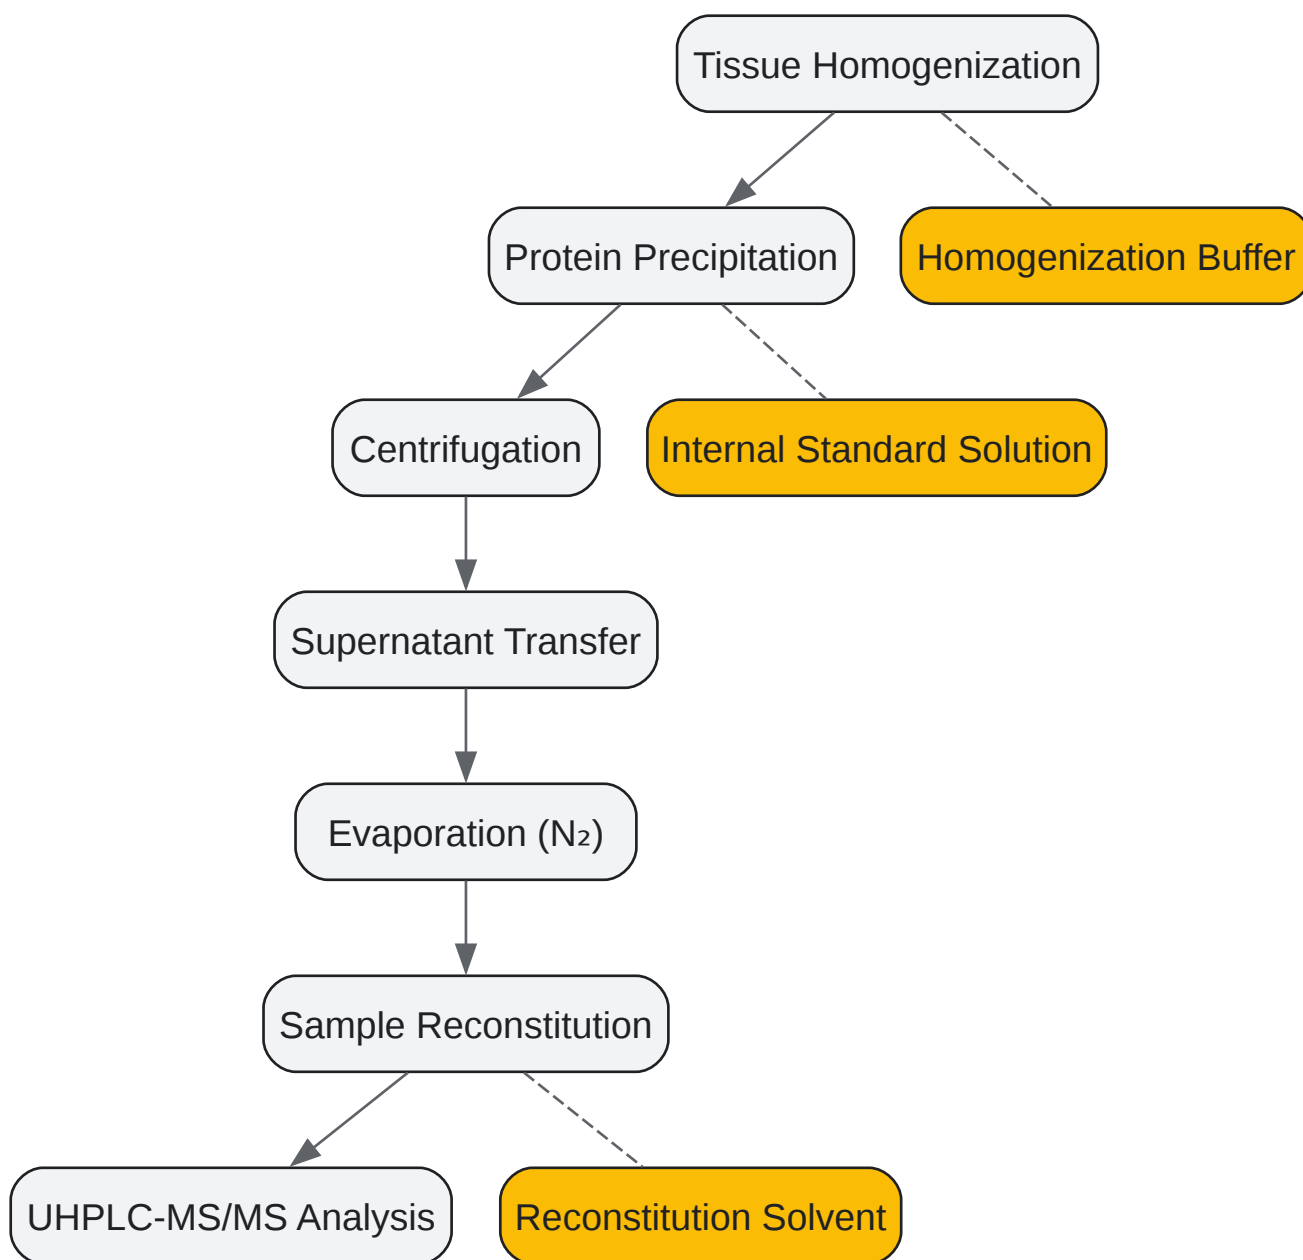 Tissue Homogenization
Protein Precipitation
Homogenization Buffer
Centrifugation
Internal Standard Solution
Supernatant Transfer
Evaporation (N₂)
Sample Reconstitution
UHPLC-MS/MS Analysis
Reconstitution Solvent